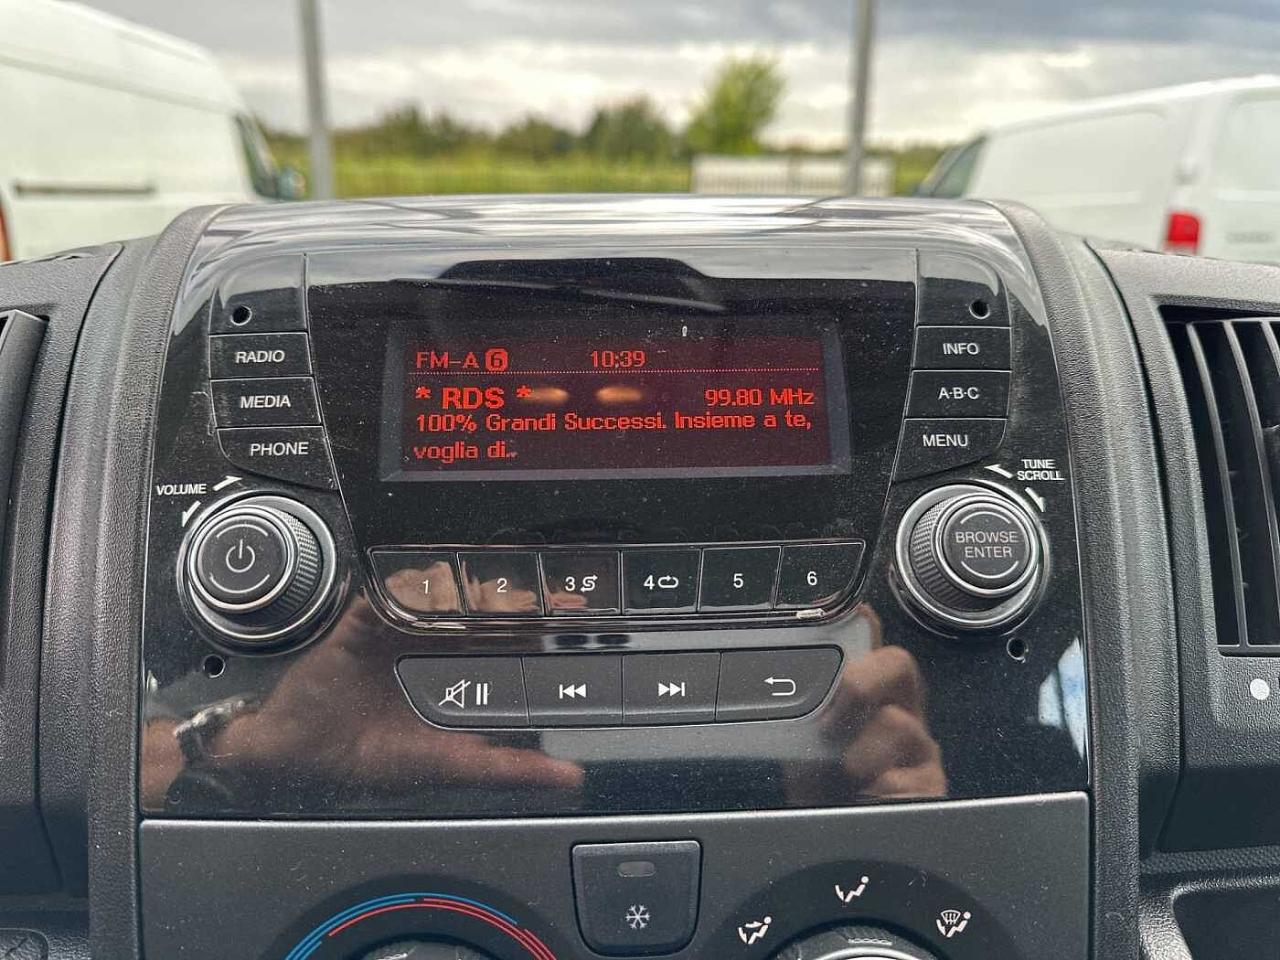 FM-A 6 10:39
* RDS * 99.80 MHz
100% Grandi Successi. Insieme a te,
voglia di..
RADIO
MEDIA
PHONE
VOLUME
INFO
A·B·C
MENU
TUNE
SCROLL
BROWSE
ENTER
1 2 3 4 5 6